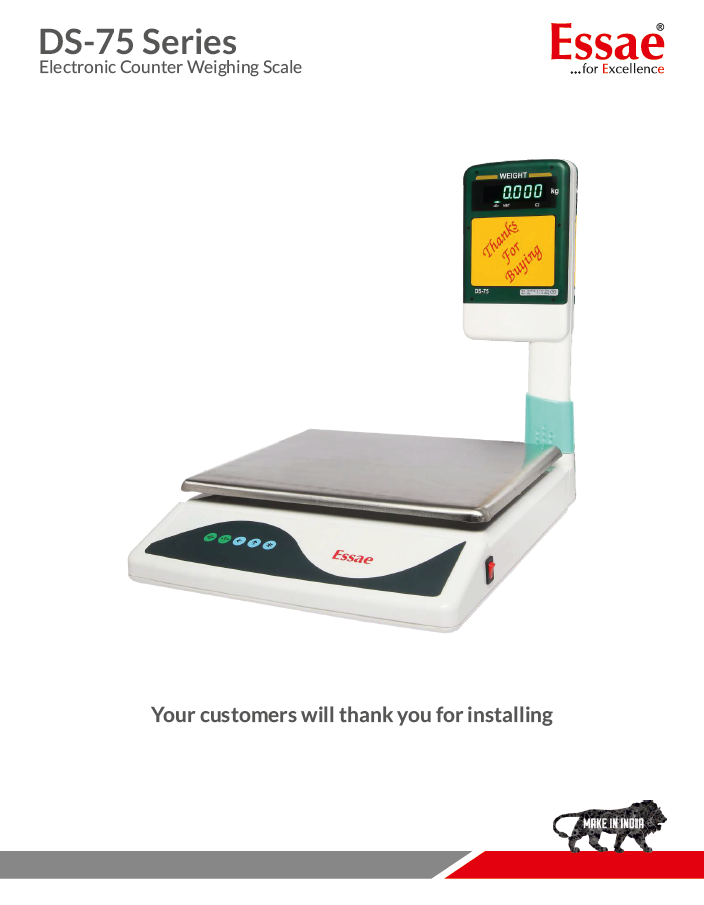 DS-75 Series
Electronic Counter Weighing Scale
Essae®
...for Excellence
WEIGHT
0.000 kg
NET
Thanks
For
Buying
DS-75
Essae
Your customers will thank you for installing
MAKE IN INDIA